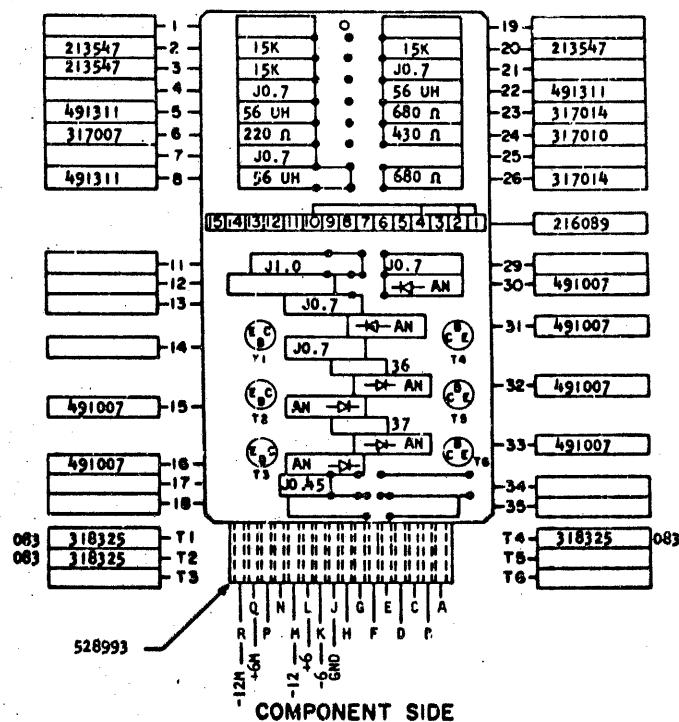 1 19
213547 2 15K 15K 20 213547
213547 3 15K J0.7 21
4 J0.7 56 UH 22 491311
491311 5 56 UH 680 Ω 23 317014
317007 6 220 Ω 430 Ω 24 317010
7 J0.7 25
491311 8 56 UH 680 Ω 26 317014
15 14 13 12 11 10 9 8 7 6 5 4 3 2 1 216089
11 J1.0 J0.7 29
12 AN 30 491007
13 J0.7
AN 31 491007
E C B B C E
14 T1 J0.7 T4
36
AN 32 491007
E C B B C E
491007 15 AN
T2 T5
37
AN 33 491007
E C B B C E
491007 16 T3 AN T6
17 J0.45 34
18 35
083 318325 T1 T4 318325 083
083 318325 T2 T5
T3 T6
Q N L J G E C A
R P M K H F D B
528993
-12M +6M -12 +6 -6 GND
COMPONENT SIDE